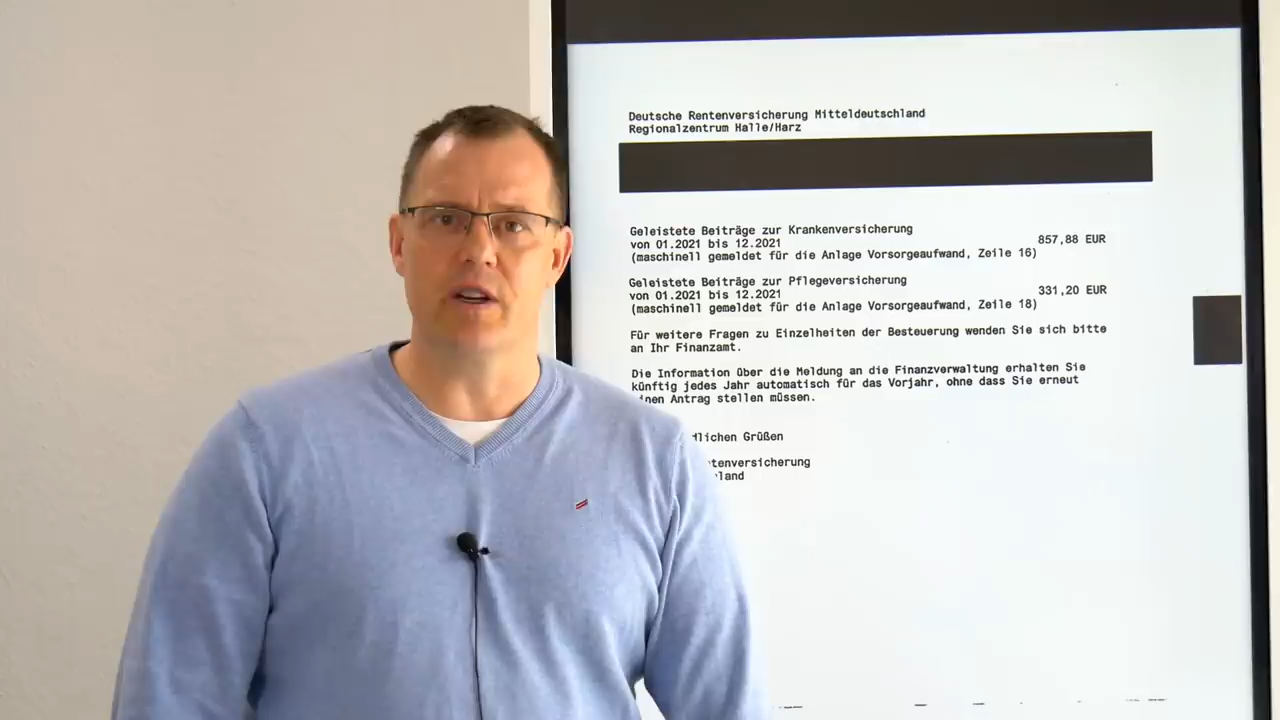 Deutsche Rentenversicherung Mitteldeutschland
Regionalzentrum Halle/Harz
Geleistete Beiträge zur Krankenversicherung
von 01.2021 bis 12.2021 857,88 EUR
(maschinell gemeldet für die Anlage Vorsorgeaufwand, Zeile 16)
Geleistete Beiträge zur Pflegeversicherung
von 01.2021 bis 12.2021 331,20 EUR
(maschinell gemeldet für die Anlage Vorsorgeaufwand, Zeile 18)
Für weitere Fragen zu Einzelheiten der Besteuerung wenden Sie sich bitte
an Ihr Finanzamt.
Die Information über die Meldung an die Finanzverwaltung erhalten Sie
künftig jedes Jahr automatisch für das Vorjahr, ohne dass Sie erneut
inen Antrag stellen müssen.
dlichen Grüßen
tenversicherung
land